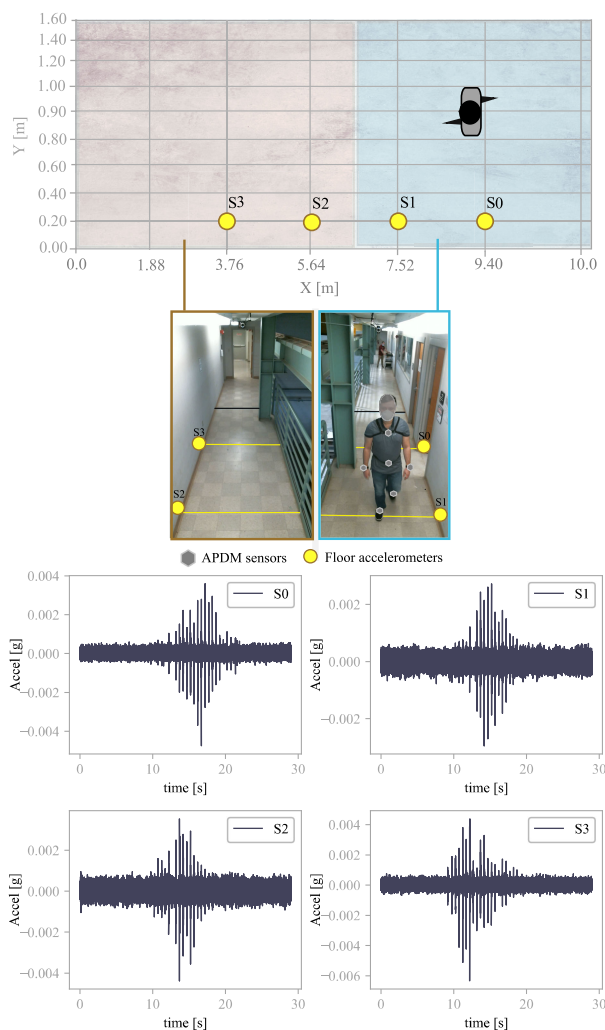 1.60
1.40
1.20
1.00
0.90
0.80
0.60
0.40
0.20
0.00
Y [m]
S3
S2
S1
S0
0.0
1.88
3.76
5.64
7.52
9.40
10.0
X [m]
S3
S2
S0
S1
APDM sensors
Floor accelerometers
0.004
0.002
0.000
−0.002
−0.004
Accel [g]
S0
0
10
20
30
time [s]
0.002
0.000
−0.002
Accel [g]
S1
0
10
20
30
time [s]
0.002
0.000
−0.002
−0.004
Accel [g]
S2
0
10
20
30
time [s]
0.004
0.002
0.000
−0.002
−0.004
−0.006
Accel [g]
S3
0
10
20
30
time [s]